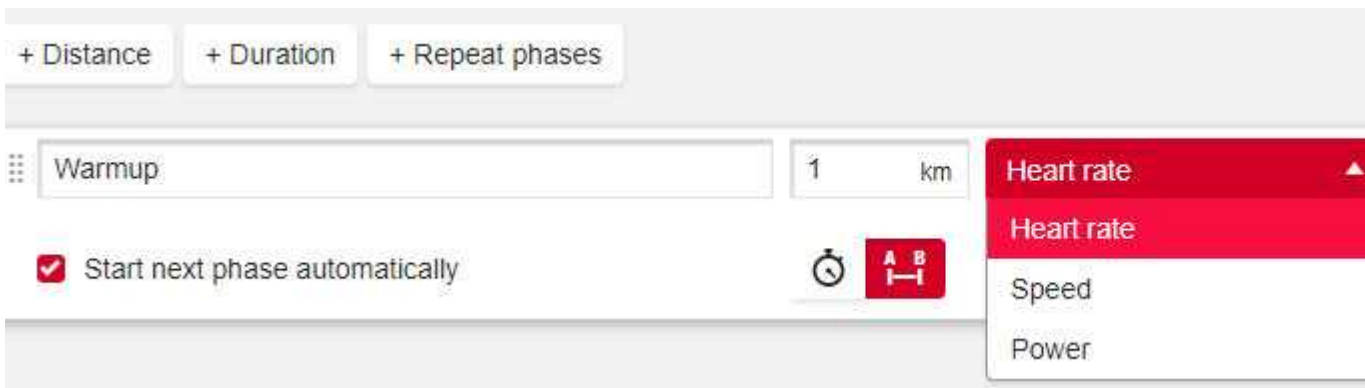 + Distance + Duration + Repeat phases
Warmup 1 km Heart rate
Heart rate
Start next phase automatically A B
Speed
Power